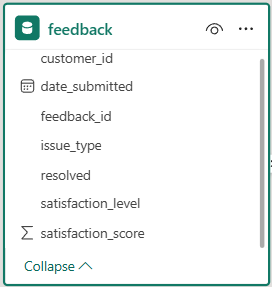 feedback
customer_id
date_submitted
feedback_id
issue_type
resolved
satisfaction_level
satisfaction_score
Collapse